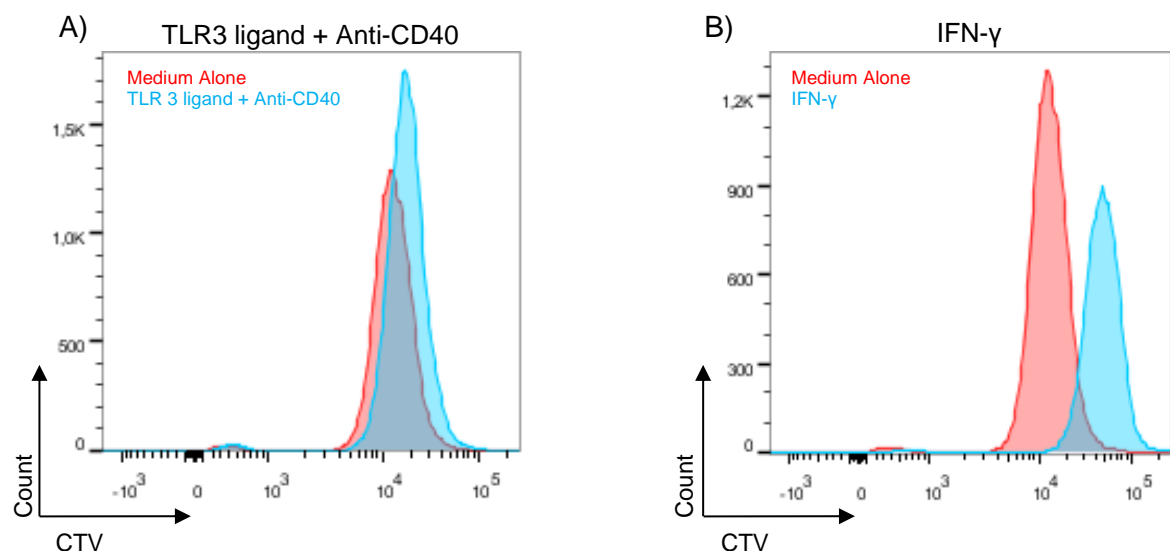 A)
TLR3 ligand + Anti-CD40
Medium Alone
TLR 3 ligand + Anti-CD40
1,5K
1,0K
500
0
-10³ 0 10³ 10⁴ 10⁵
Count
CTV
B)
IFN-γ
Medium Alone
IFN-γ
1,2K
900
600
300
0
-10³ 0 10³ 10⁴ 10⁵
Count
CTV